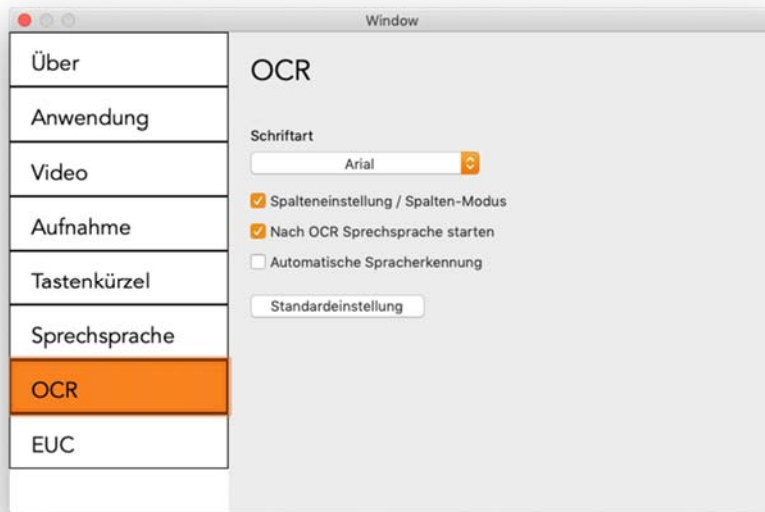 Window
Über
Anwendung
Video
Aufnahme
Tastenkürzel
Sprechsprache
OCR
EUC
OCR
Schriftart
Arial
Spalteneinstellung / Spalten-Modus
Nach OCR Sprechsprache starten
Automatische Spracherkennung
Standardeinstellung